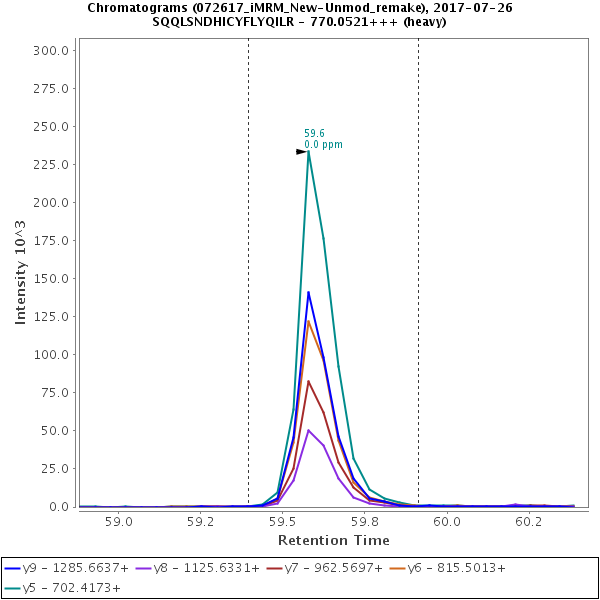 Chromatograms (072617_iMRM_New-Unmod_remake), 2017-07-26
SQQLSNDHICYFLYQILR - 770.0521+++ (heavy)
300.0
275.0
250.0
225.0
200.0
175.0
150.0
125.0
100.0
75.0
50.0
25.0
0.0
Intensity 10^3
59.6
0.0 ppm
59.0
59.2
59.5
59.8
60.0
60.2
Retention Time
y9 - 1285.6637+
y8 - 1125.6331+
y7 - 962.5697+
y6 - 815.5013+
y5 - 702.4173+